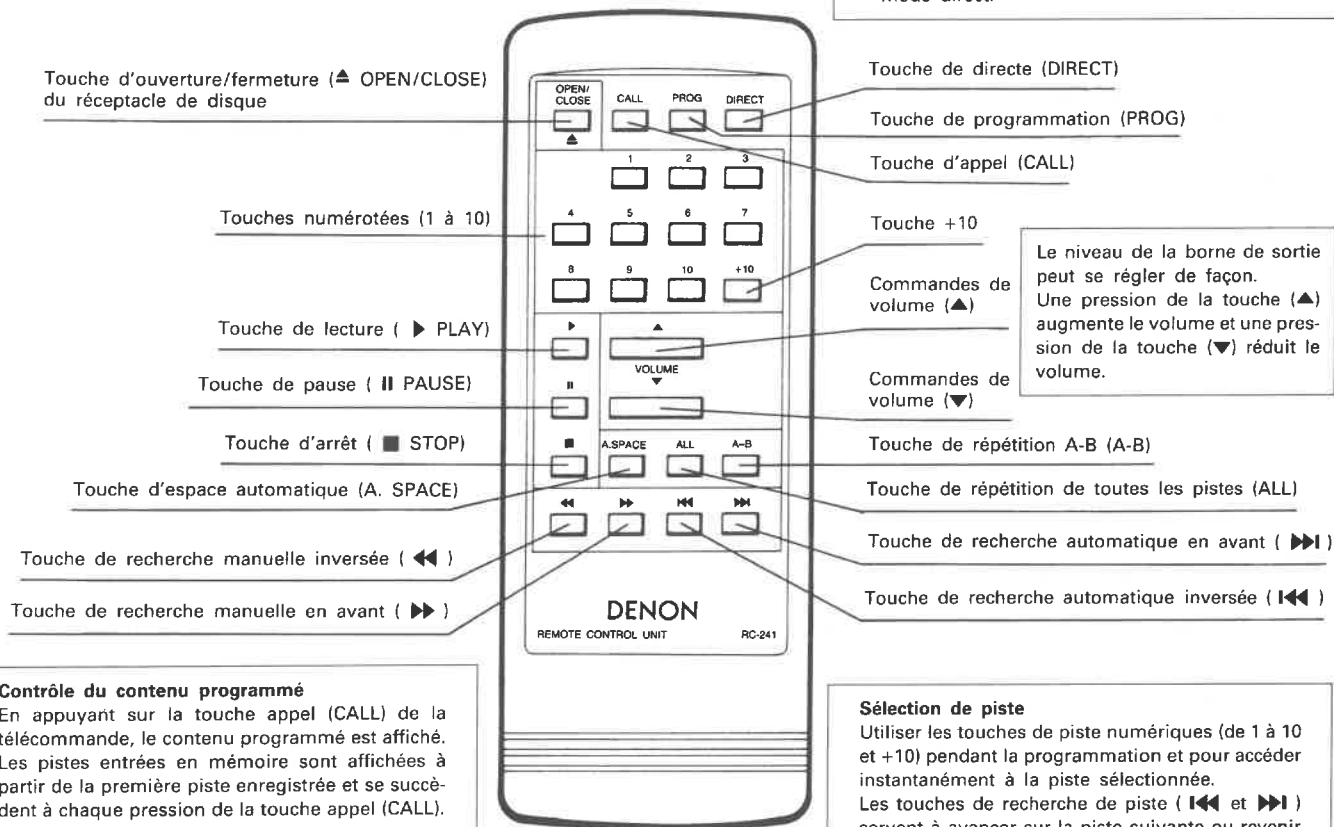 Mode direct.
Touche d'ouverture/fermeture (⏏ OPEN/CLOSE)
du réceptacle de disque
Touches numérotées (1 à 10)
Touche de lecture ( ▶ PLAY)
Touche de pause ( ⏸ PAUSE)
Touche d'arrêt ( ■ STOP)
Touche d'espace automatique (A. SPACE)
Touche de recherche manuelle inversée ( ◀◀ )
Touche de recherche manuelle en avant ( ▶▶ )
OPEN/
CLOSE
CALL
PROG
DIRECT
⏏
1
2
3
4
5
6
7
8
9
10
+10
▶
▲
VOLUME
▼
⏸
■
A.SPACE
ALL
A–B
◀◀
▶▶
I◀◀
▶▶I
DENON
REMOTE CONTROL UNIT
RC-241
Touche de directe (DIRECT)
Touche de programmation (PROG)
Touche d'appel (CALL)
Touche +10
Commandes de
volume (▲)
Commandes de
volume (▼)
Le niveau de la borne de sortie
peut se régler de façon.
Une pression de la touche (▲)
augmente le volume et une pres-
sion de la touche (▼) réduit le
volume.
Touche de répétition A-B (A-B)
Touche de répétition de toutes les pistes (ALL)
Touche de recherche automatique en avant ( ▶▶I )
Touche de recherche automatique inversée ( I◀◀ )
Contrôle du contenu programmé
En appuyant sur la touche appel (CALL) de la
télécommande, le contenu programmé est affiché.
Les pistes entrées en mémoire sont affichées à
partir de la première piste enregistrée et se succè-
dent à chaque pression de la touche appel (CALL).
Sélection de piste
Utiliser les touches de piste numériques (de 1 à 10
et +10) pendant la programmation et pour accéder
instantanément à la piste sélectionnée.
Les touches de recherche de piste ( I◀◀ et ▶▶I )
servent à avancer sur la piste suivante ou revenir